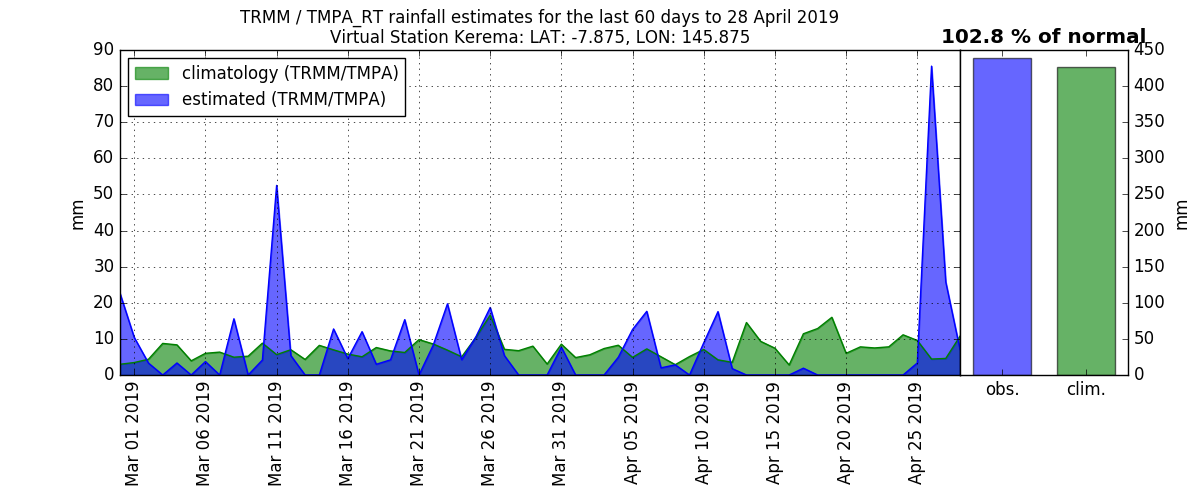 TRMM / TMPA_RT rainfall estimates for the last 60 days to 28 April 2019
Virtual Station Kerema: LAT: -7.875, LON: 145.875
102.8 % of normal
climatology (TRMM/TMPA)
estimated (TRMM/TMPA)
90
80
70
60
50
40
30
20
10
0
mm
450
400
350
300
250
200
150
100
50
0
mm
Mar 01 2019
Mar 06 2019
Mar 11 2019
Mar 16 2019
Mar 21 2019
Mar 26 2019
Mar 31 2019
Apr 05 2019
Apr 10 2019
Apr 15 2019
Apr 20 2019
Apr 25 2019
obs.
clim.